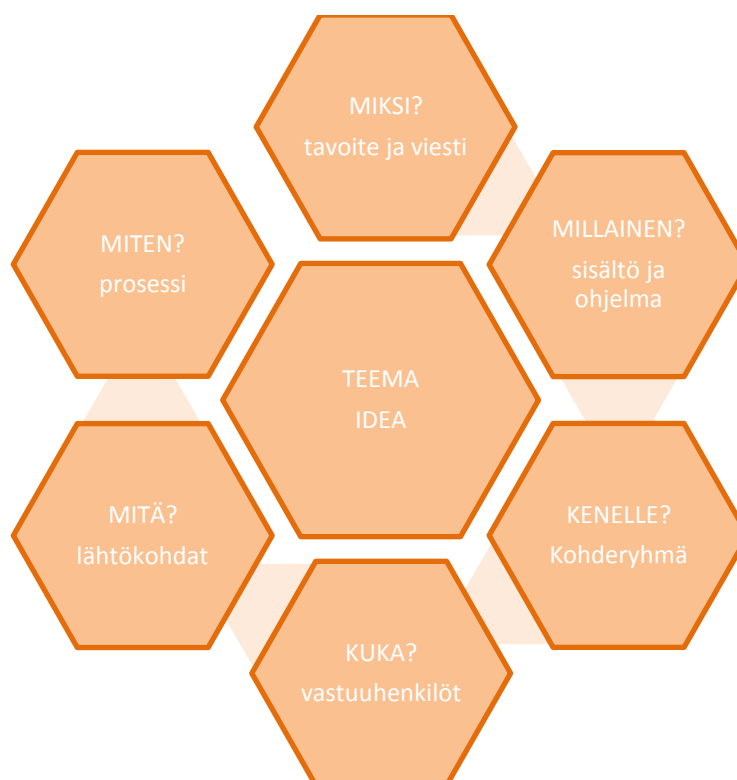 MIKSI?
tavoite ja viesti
MILLAINEN?
sisältö ja
ohjelma
KENELLE?
Kohderyhmä
KUKA?
vastuuhenkilöt
MITÄ?
lähtökohdat
MITEN?
prosessi
TEEMA
IDEA